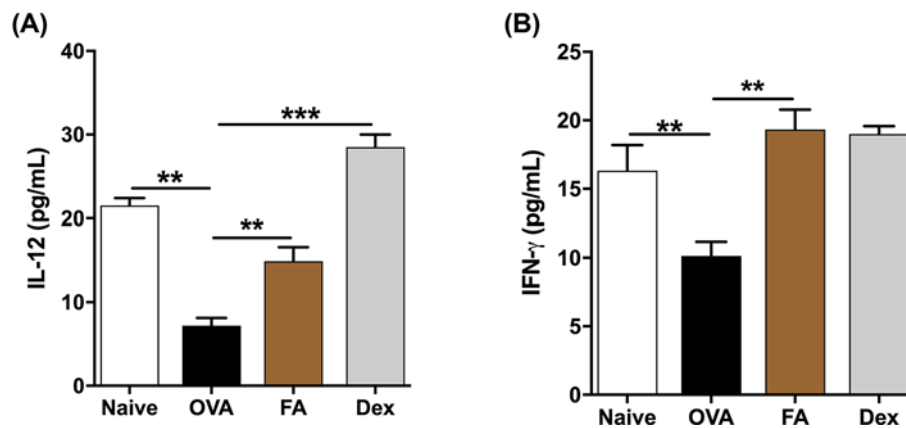 (A)
IL-12 (pg/mL)
40
30
20
10
0
***
**
**
Naive OVA FA Dex
(B)
IFN-γ (pg/mL)
25
20
15
10
5
0
**
**
Naive OVA FA Dex